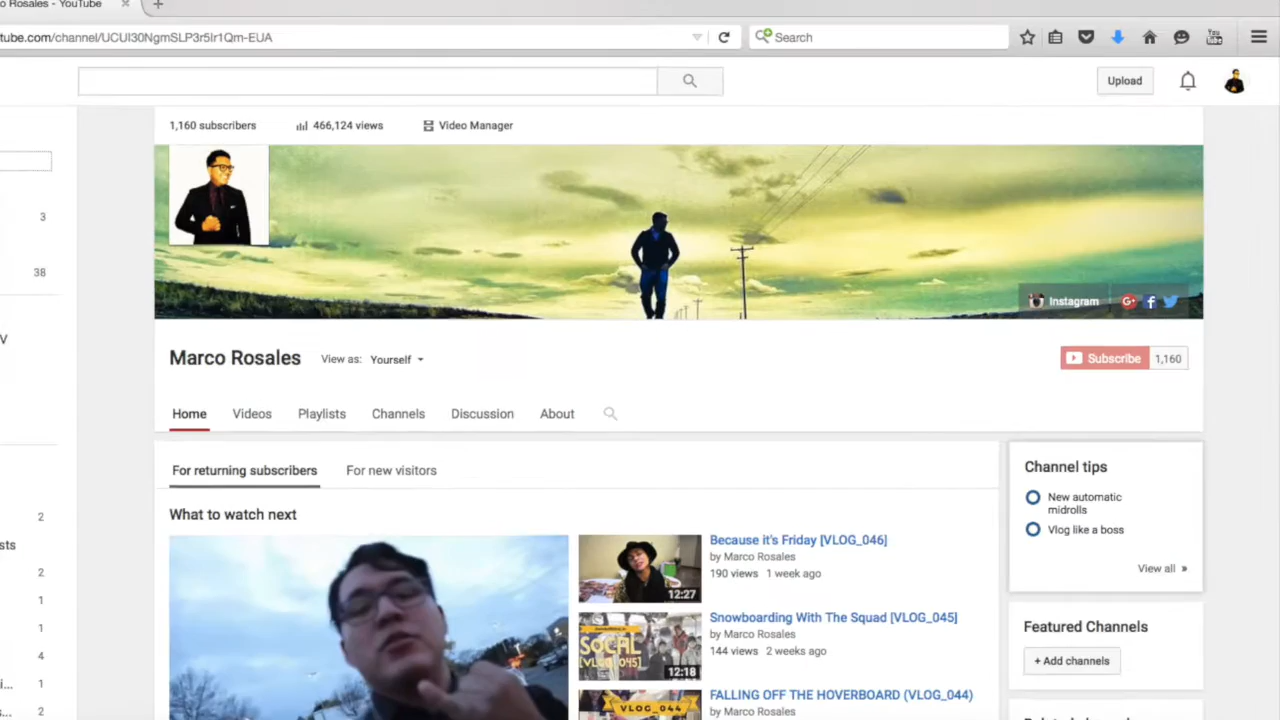 o Rosales - YouTube
tube.com/channel/UCUI30NgmSLP3r5Ir1Qm-EUA
Search
Upload
1,160 subscribers
466,124 views
Video Manager
3
38
V
Instagram
Marco Rosales
View as: Yourself
Subscribe
1,160
Home
Videos
Playlists
Channels
Discussion
About
For returning subscribers
For new visitors
What to watch next
Because it's Friday [VLOG_046]
by Marco Rosales
190 views 1 week ago
12:27
Snowboarding With The Squad [VLOG_045]
by Marco Rosales
144 views 2 weeks ago
SOCAL
[VLOG_045]
12:18
FALLING OFF THE HOVERBOARD (VLOG_044)
by Marco Rosales
VLOG_044
Channel tips
New automatic
midrolls
Vlog like a boss
View all »
Featured Channels
+ Add channels
2
sts
2
1
1
4
i... 1
... 2